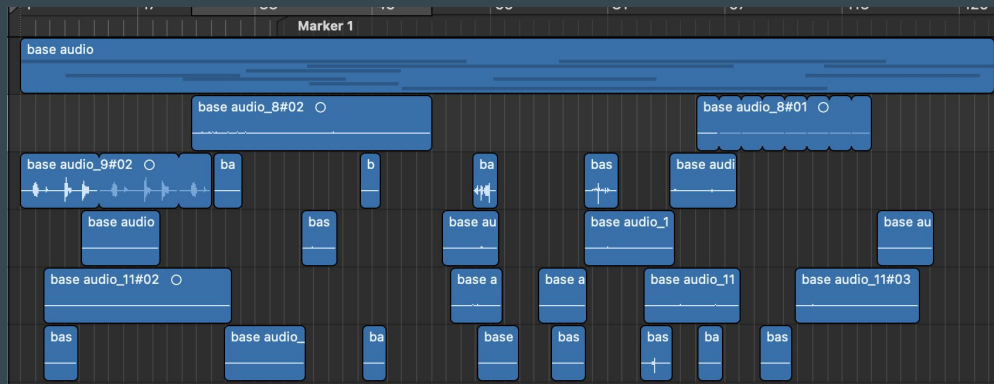 Marker 1
base audio
base audio_8#02
base audio_8#01
base audio_9#02
ba
b
ba
bas
base audi
base audio
bas
base au
base audio_1
base au
base audio_11#02
base a
base a
base audio_11
base audio_11#03
bas
base audio_
ba
base
bas
bas
ba
bas